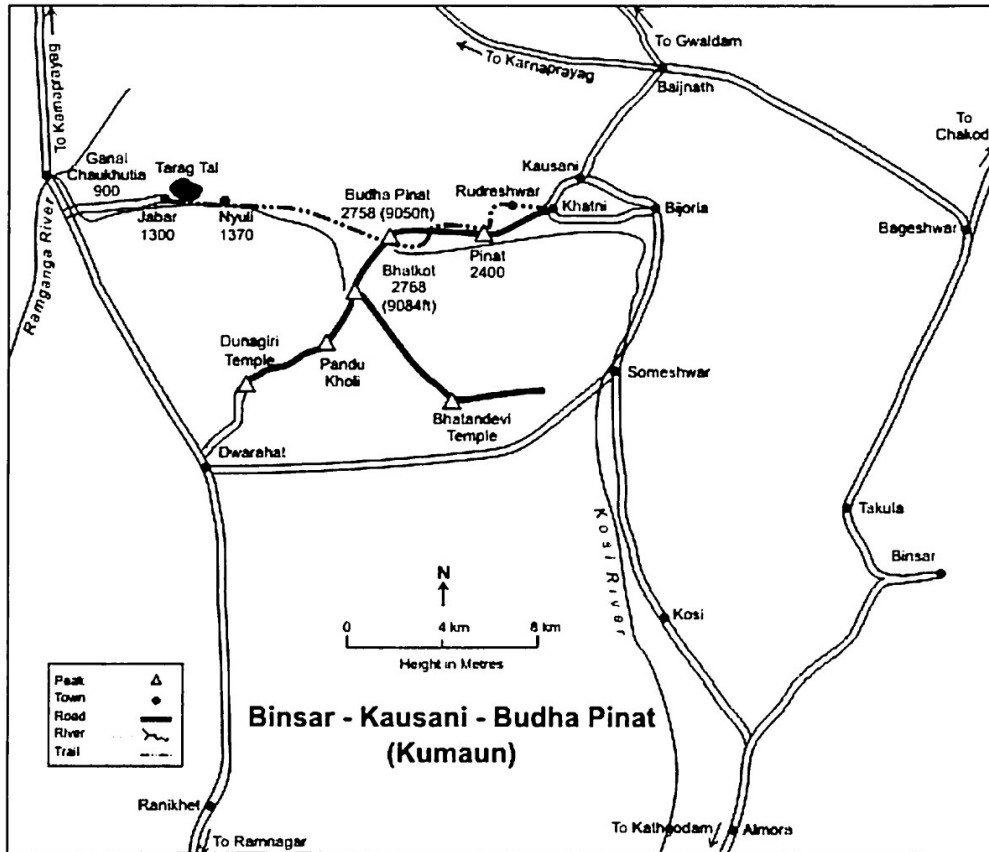 To Karnaprayag
To Gwaldam
To Karnaprayag
Baijnath
To
Chakodi
Ganai
Chaukhutia
900
Tarag Tal
Jabar
1300
Nyuli
1370
Budha Pinat
2758 (9050ft)
Rudreshwar
Kausani
Khatni
Bijorla
Bageshwar
Pinat
2400
Bhatkot
2768
(9084ft)
Ramganga River
Dunagiri
Temple
Pandu
Kholi
Someshwar
Bhatandevi
Temple
Dwarahat
Kosi River
Takula
Binsar
Kosi
N
0 4 km 8 km
Height in Metres
Peak
Town
Road
River
Trail
Binsar - Kausani - Budha Pinat
(Kumaun)
Ranikhet
To Ramnagar
To Kathgodam
Almora